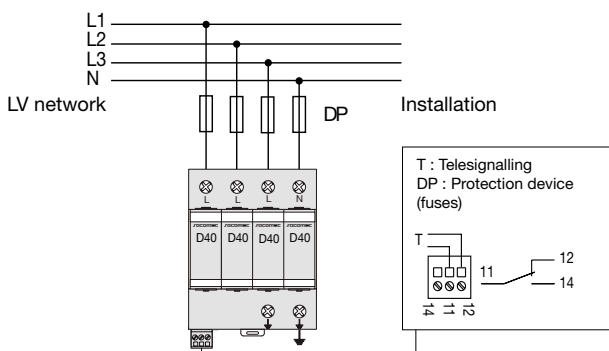 L1
L2
L3
N
LV network
DP
Installation
L L L N
socomec socomec socomec socomec
D40 D40 D40 D40
T : Telesignalling
DP : Protection device
(fuses)
T
11
12
14
14 11 12